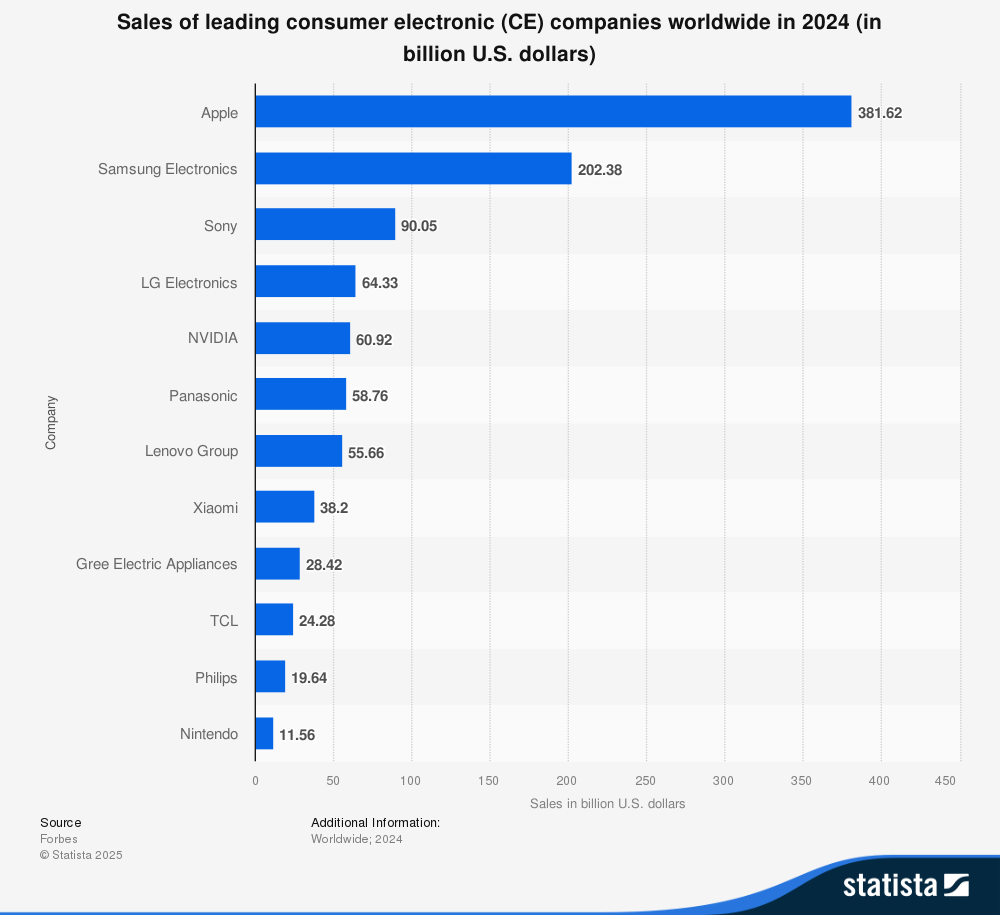 Sales of leading consumer electronic (CE) companies worldwide in 2024 (in
billion U.S. dollars)
Apple 381.62
Samsung Electronics 202.38
Sony 90.05
LG Electronics 64.33
NVIDIA 60.92
Panasonic 58.76
Lenovo Group 55.66
Xiaomi 38.2
Gree Electric Appliances 28.42
TCL 24.28
Philips 19.64
Nintendo 11.56
Company
0 50 100 150 200 250 300 350 400 450
Sales in billion U.S. dollars
Source
Forbes
© Statista 2025
Additional Information:
Worldwide; 2024
statista